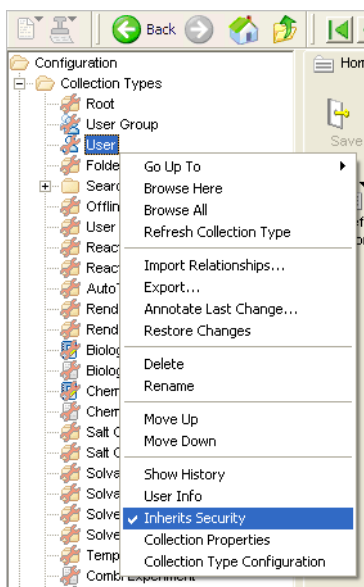 Back
Configuration
Hom
Collection Types
Root
User Group
Save
User
Folde
Searc
Offlin
User
Reac
Reac
AutoT
Rend
Rend
Biolog
Biolog
Chem
Chem
Salt C
Salt C
Solva
Solva
Solve
Solve
Temp
Combi Experiment
Go Up To
Browse Here
Browse All
Refresh Collection Type
Import Relationships...
Export...
Annotate Last Change...
Restore Changes
Delete
Rename
Move Up
Move Down
Show History
User Info
Inherits Security
Collection Properties
Collection Type Configuration